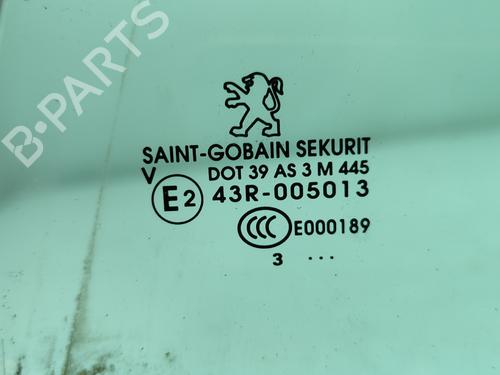 B-PARTS
SAINT-GOBAIN SEKURIT
V DOT 39 AS 3 M 445
E2 43R-005013
CCC E000189
3 ...